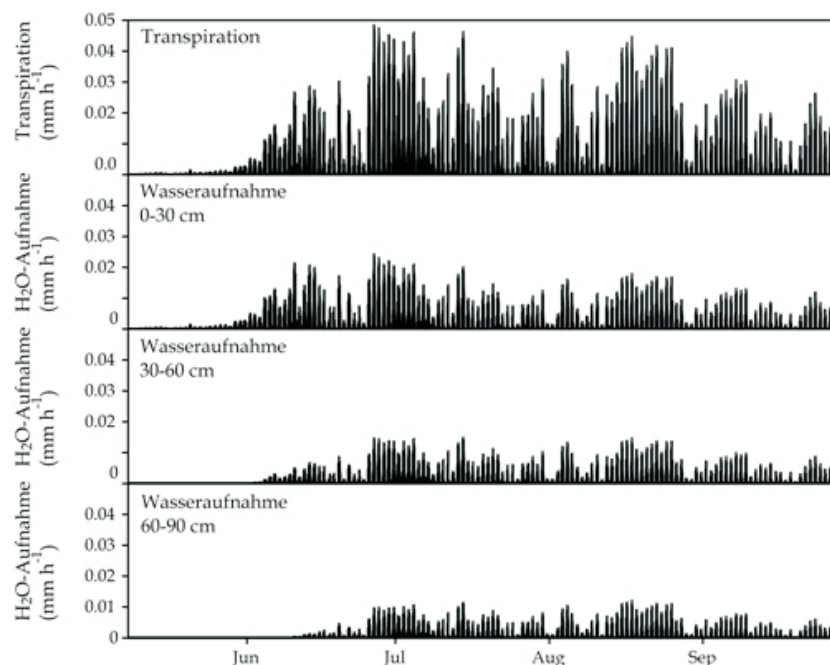 Transpiration
(mm h⁻¹)
0.05
0.04
0.03
0.02
0.0
Transpiration
H₂O-Aufnahme
(mm h⁻¹)
0.04
0.03
0.02
0
Wasseraufnahme
0-30 cm
H₂O-Aufnahme
(mm h⁻¹)
0.04
0.02
0
Wasseraufnahme
30-60 cm
H₂O-Aufnahme
(mm h⁻¹)
0.04
0.03
0.02
0.01
0
Wasseraufnahme
60-90 cm
Jun Jul Aug Sep